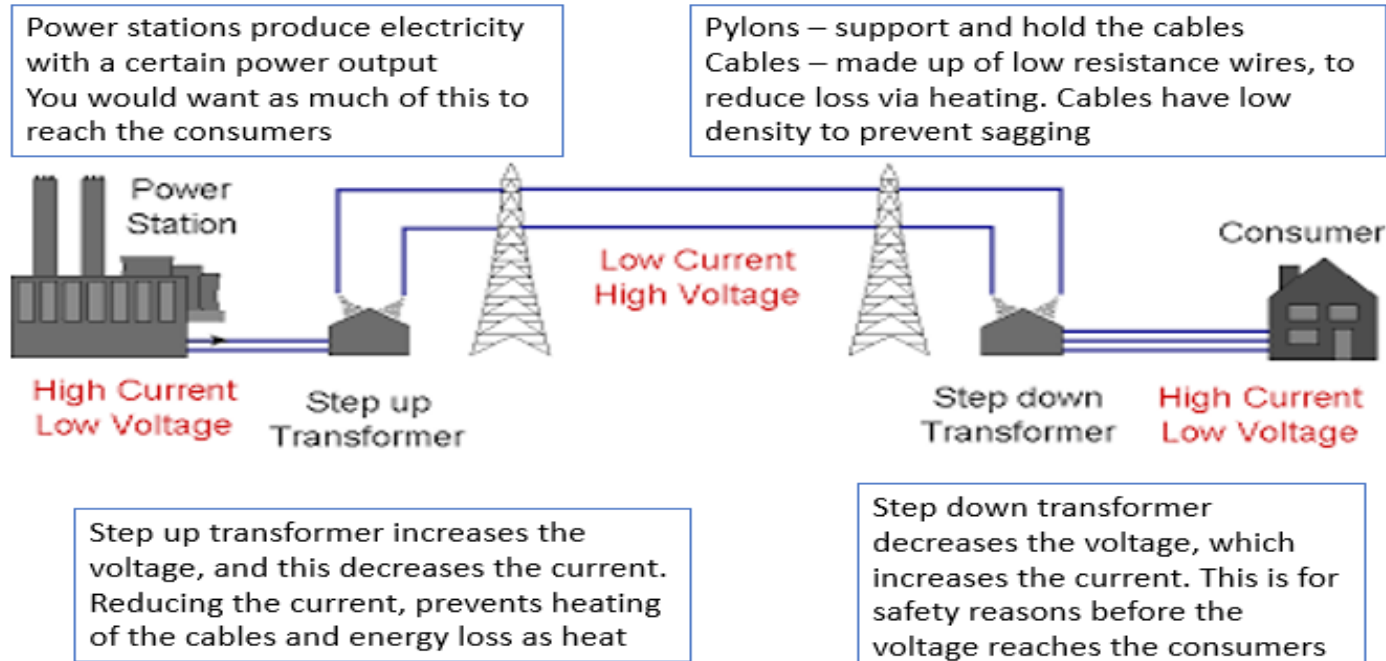 Power stations produce electricity
with a certain power output
You would want as much of this to
reach the consumers
Pylons – support and hold the cables
Cables – made up of low resistance wires, to
reduce loss via heating. Cables have low
density to prevent sagging
Power
Station
Low Current
High Voltage
Consumer
High Current
Low Voltage
Step up
Transformer
Step down
Transformer
High Current
Low Voltage
Step up transformer increases the
voltage, and this decreases the current.
Reducing the current, prevents heating
of the cables and energy loss as heat
Step down transformer
decreases the voltage, which
increases the current. This is for
safety reasons before the
voltage reaches the consumers